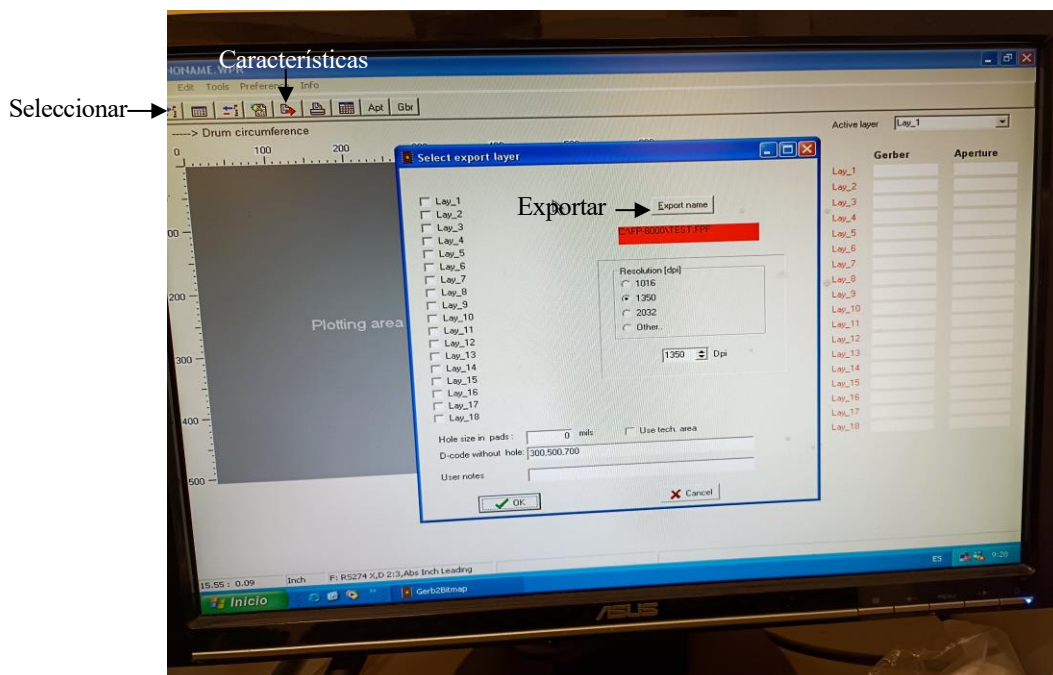 Características
NONAME.WPR
Edit Tools Preferenc Info
Seleccionar
Apt Gbr
-----> Drum circumference
Active layer Lay_1
0 100 200
Select export layer
Gerber Aperture
Lay_1
Lay_2
Lay_3
Lay_4
Lay_5
Lay_6
Lay_7
Lay_8
Lay_9
Lay_10
Lay_11
Lay_12
Lay_13
Lay_14
Lay_15
Lay_16
Lay_17
Lay_18
Exportar
Export name
C:\FP-8000\TEST.FPF
Resolution [dpi]
1016
1350
2032
Other..
1350 Dpi
Hole size in pads : 0 mils
Use tech. area
D-code without hole: 300,500,700
User notes
OK
Cancel
Lay_1
Lay_2
Lay_3
Lay_4
Lay_5
Lay_6
Lay_7
Lay_8
Lay_9
Lay_10
Lay_11
Lay_12
Lay_13
Lay_14
Lay_15
Lay_16
Lay_17
Lay_18
Plotting area
200
300
400
500
15.55 : 0.09 Inch F: RS274 X,D 2:3,Abs Inch Leading
Inicio
Gerb2Bitmap
ES 9:20
ASUS
MENU